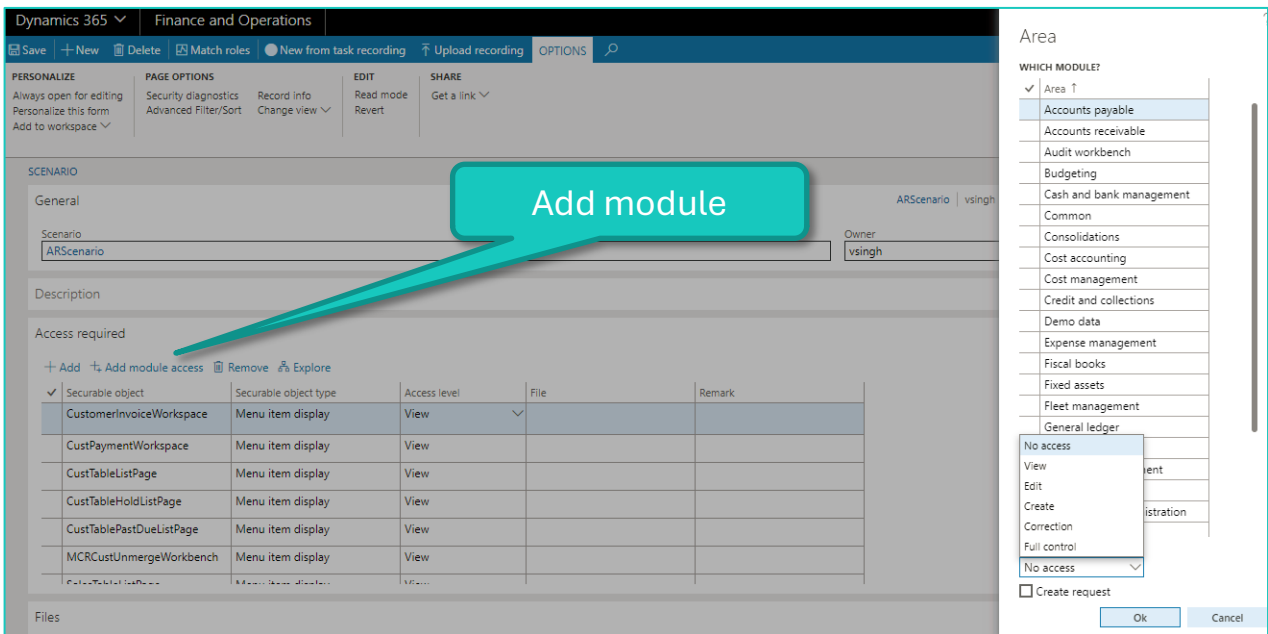 Dynamics 365 Finance and Operations
Save New Delete Match roles New from task recording Upload recording OPTIONS
PERSONALIZE
Always open for editing
Personalize this form
Add to workspace
PAGE OPTIONS
Security diagnostics Record info
Advanced Filter/Sort Change view
EDIT
Read mode
Revert
SHARE
Get a link
SCENARIO
General ARScenario vsingh
Add module
Scenario Owner
ARScenario vsingh
Description
Access required
Add Add module access Remove Explore
Securable object Securable object type Access level File Remark
CustomerInvoiceWorkspace Menu item display View
CustPaymentWorkspace Menu item display View
CustTableListPage Menu item display View
CustTableHoldListPage Menu item display View
CustTablePastDueListPage Menu item display View
MCRCustUnmergeWorkbench Menu item display View
SalesTableListPage Menu item display View
Files
Area
WHICH MODULE?
Area ↑
Accounts payable
Accounts receivable
Audit workbench
Budgeting
Cash and bank management
Common
Consolidations
Cost accounting
Cost management
Credit and collections
Demo data
Expense management
Fiscal books
Fixed assets
Fleet management
General ledger
No access
View
Edit
Create
Correction
Full control
No access
Create request
Ok Cancel